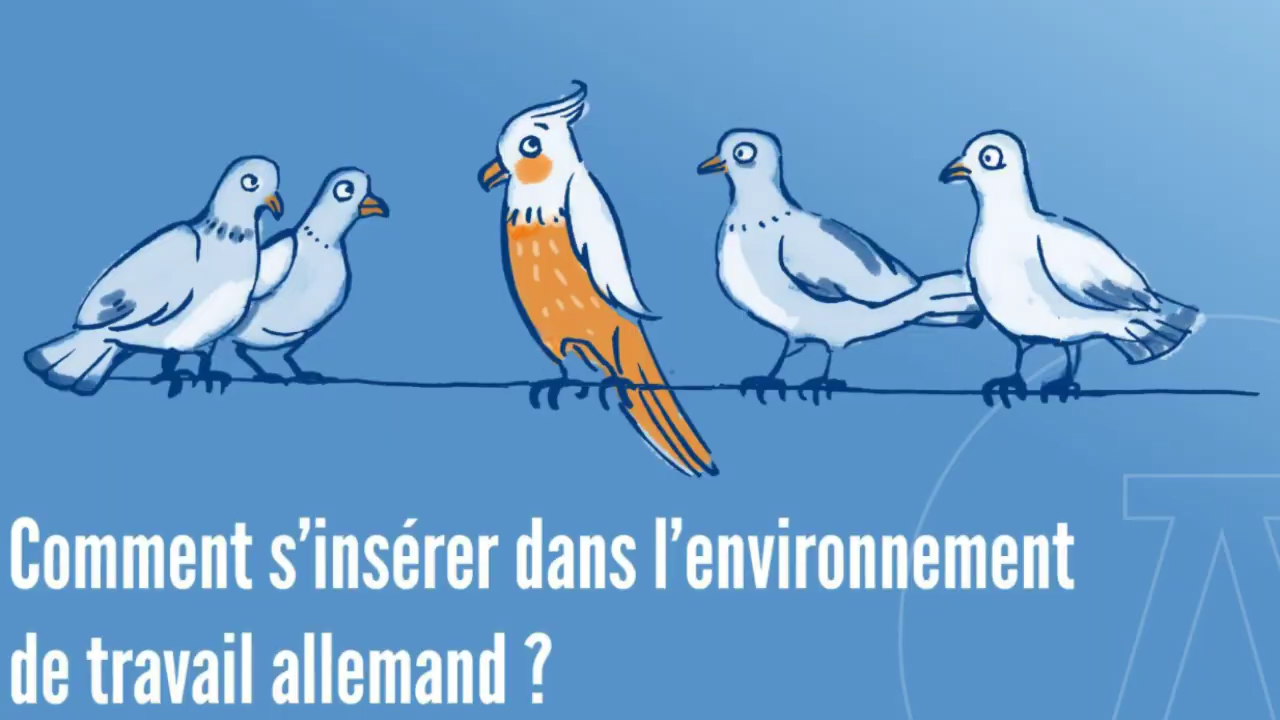 Comment s’insérer dans l’environnement
de travail allemand ?